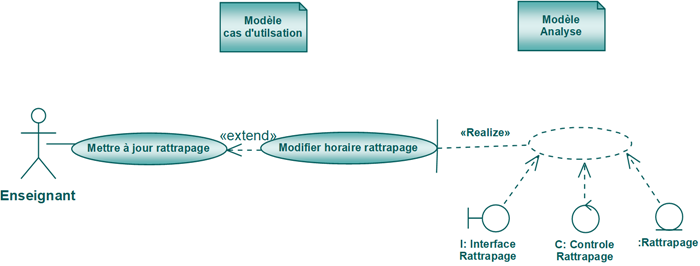 Modèle
cas d'utilsation
Modèle
Analyse
«extend»
«Realize»
Mettre à jour rattrapage
Modifier horaire rattrapage
Enseignant
I: Interface
Rattrapage
C: Controle
Rattrapage
:Rattrapage